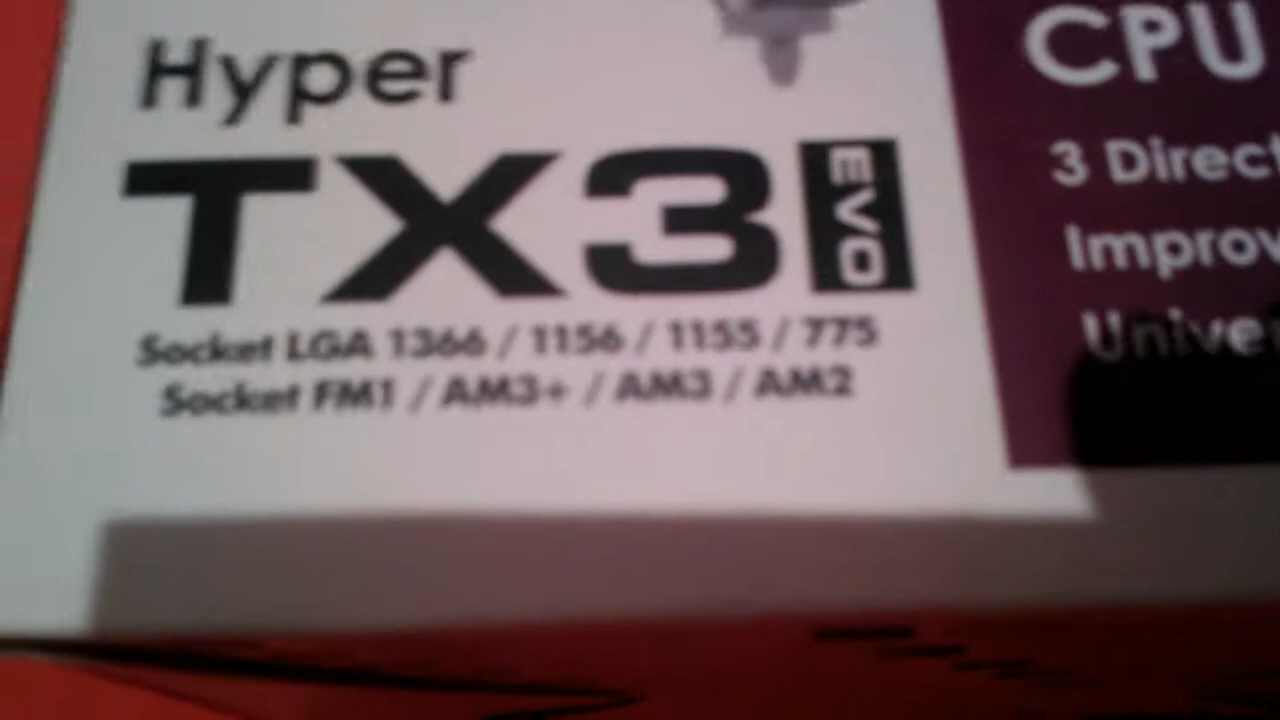 Hyper
TX3 EVO
Socket LGA 1366 / 1156 / 1155 / 775
Socket FM1 / AM3+ / AM3 / AM2
CPU
3 Direct
Improv
Unive